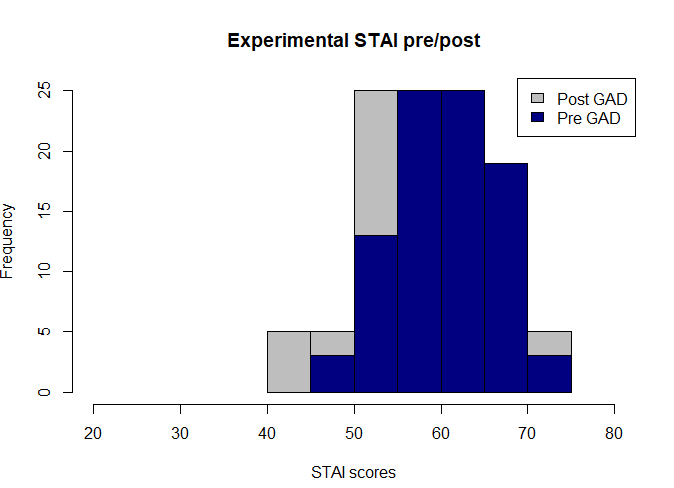 Experimental STAI pre/post
Post GAD
Pre GAD
Frequency
25
20
15
10
5
0
20 30 40 50 60 70 80
STAI scores